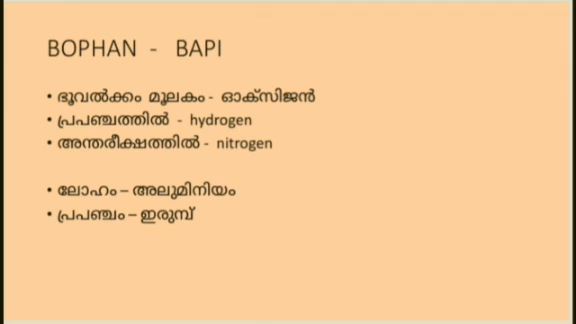 BOPHAN - BAPI
• ഭൂവൽക്കം മൂലകം - ഓക്സിജൻ
• പ്രപഞ്ചത്തിൽ - hydrogen
• അന്തരീക്ഷത്തിൽ - nitrogen
• ലോഹം – അലുമിനിയം
• പ്രപഞ്ചം – ഇരുമ്പ്